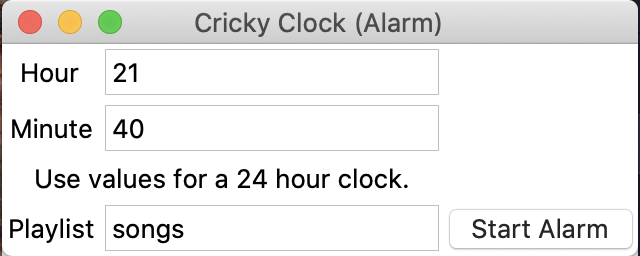 Cricky Clock (Alarm)
Hour 21
Minute 40
Use values for a 24 hour clock.
Playlist songs Start Alarm